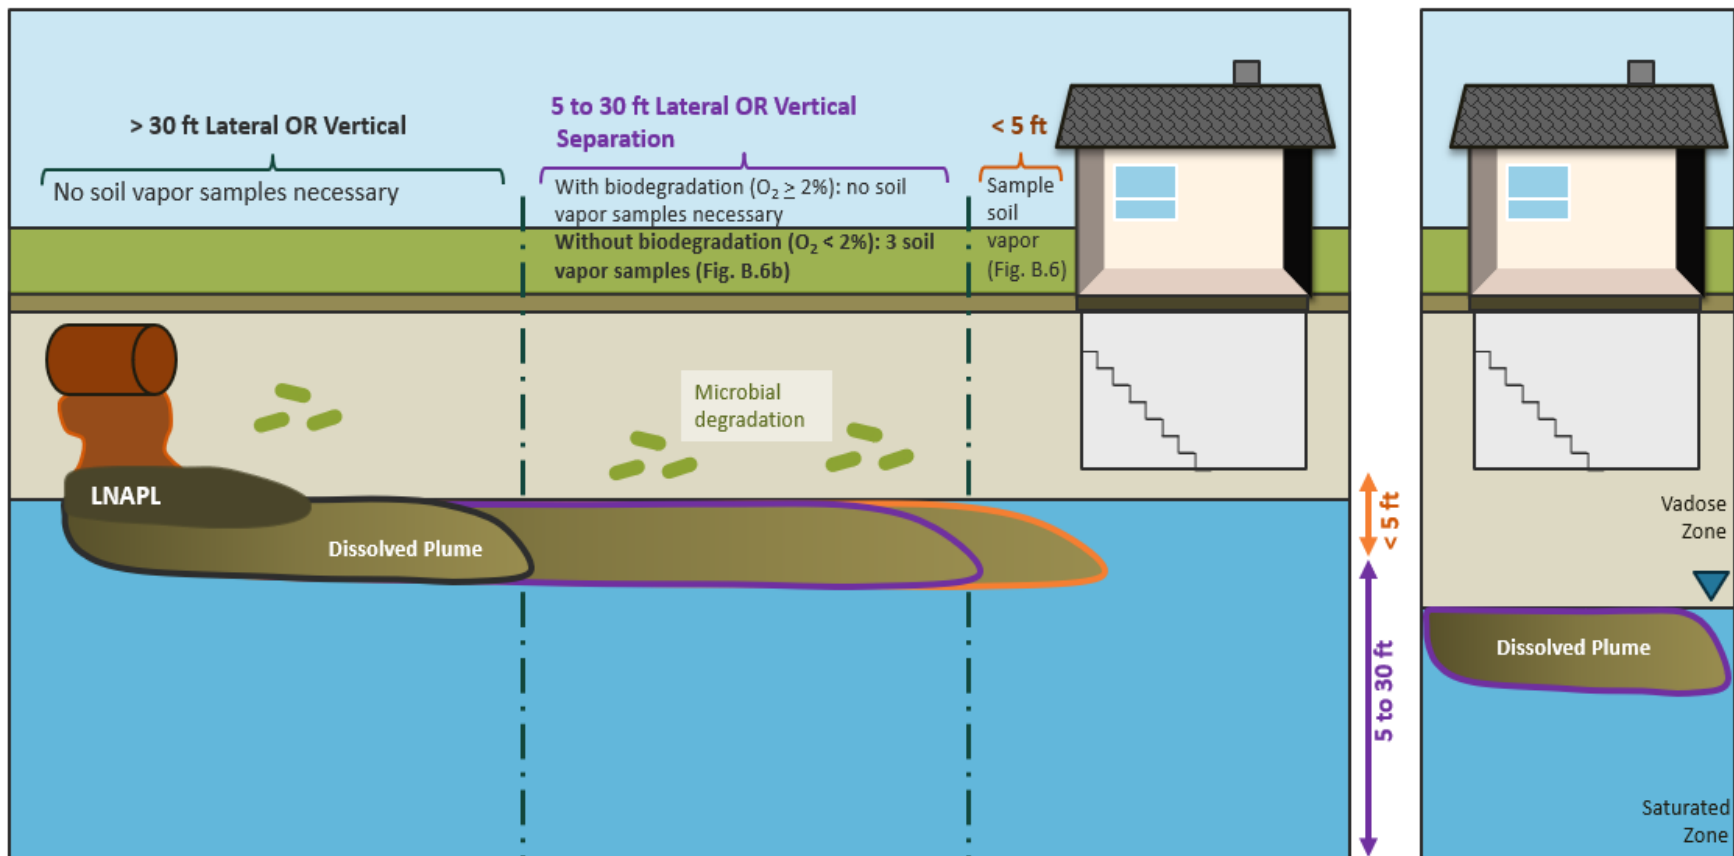 > 30 ft Lateral OR Vertical
No soil vapor samples necessary
5 to 30 ft Lateral OR Vertical
Separation
With biodegradation (O₂ ≥ 2%): no soil
vapor samples necessary
Without biodegradation (O₂ < 2%): 3 soil
vapor samples (Fig. B.6b)
< 5 ft
Sample
soil
vapor
(Fig. B.6)
Microbial
degradation
LNAPL
Dissolved Plume
< 5 ft
5 to 30 ft
Vadose
Zone
Dissolved Plume
Saturated
Zone